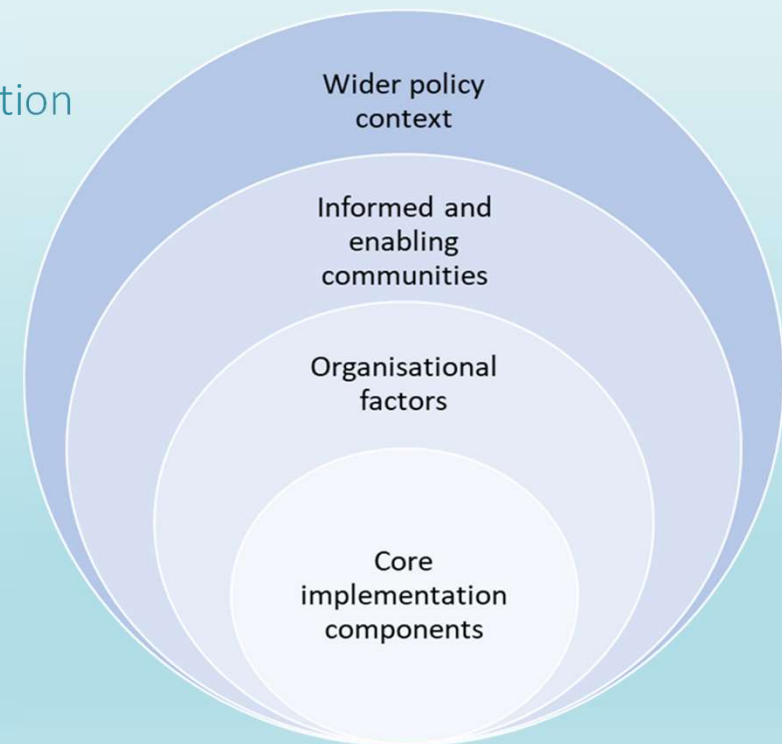 tion
Wider policy
context
Informed and
enabling
communities
Organisational
factors
Core
implementation
components